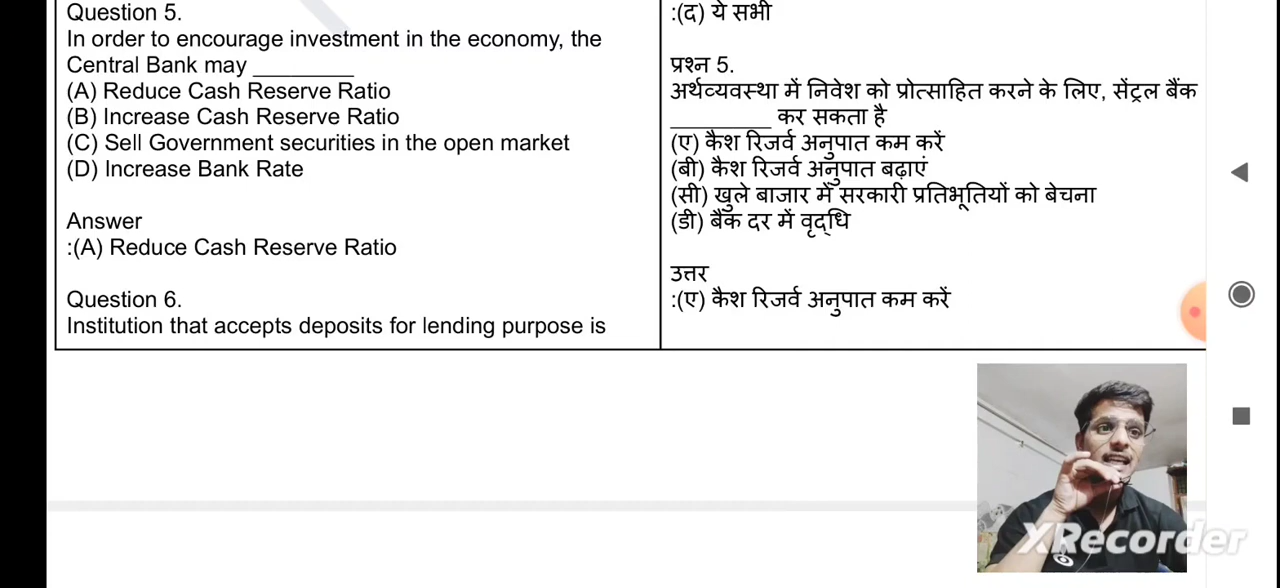 Question 5.
In order to encourage investment in the economy, the
Central Bank may ________
(A) Reduce Cash Reserve Ratio
(B) Increase Cash Reserve Ratio
(C) Sell Government securities in the open market
(D) Increase Bank Rate
Answer
:(A) Reduce Cash Reserve Ratio
Question 6.
Institution that accepts deposits for lending purpose is
:(द) ये सभी
प्रश्न 5.
अर्थव्यवस्था में निवेश को प्रोत्साहित करने के लिए, सेंट्रल बैंक
________ कर सकता है
(ए) कैश रिजर्व अनुपात कम करें
(बी) कैश रिजर्व अनुपात बढ़ाएं
(सी) खुले बाजार में सरकारी प्रतिभूतियों को बेचना
(डी) बैंक दर में वृद्धि
उत्तर
:(ए) कैश रिजर्व अनुपात कम करें
XRecorder